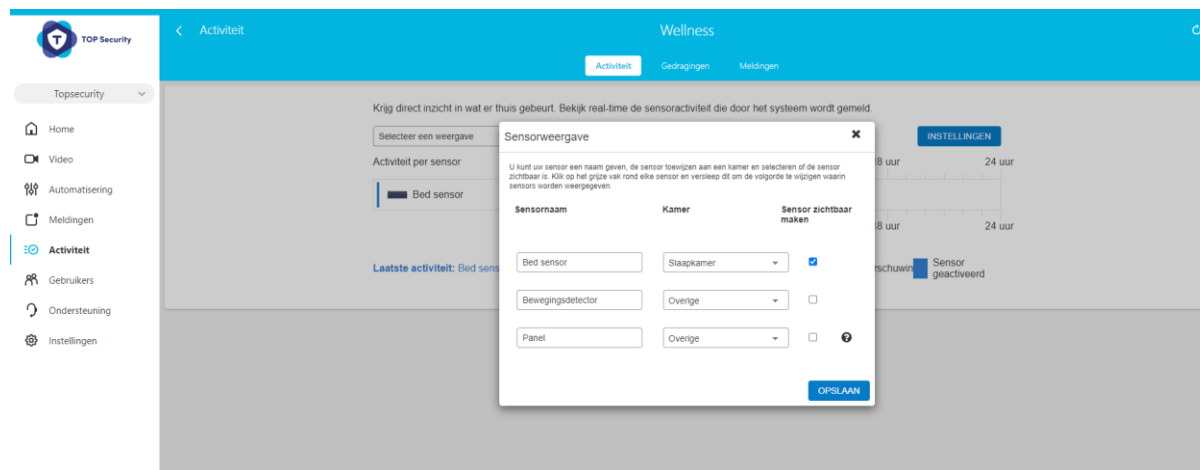 TOP Security
Activiteit
Wellness
Activiteit
Gedragingen
Meldingen
Topsecurity
Home
Video
Automatisering
Meldingen
Activiteit
Gebruikers
Ondersteuning
Instellingen
Krijg direct inzicht in wat er thuis gebeurt. Bekijk real-time de sensoractiviteit die door het systeem wordt gemeld.
Selecteer een weergave
INSTELLINGEN
Activiteit per sensor
8 uur
24 uur
Bed sensor
8 uur
24 uur
Laatste activiteit: Bed sens
Sensor
geactiveerd
Sensorweergave
U kunt uw sensor een naam geven, de sensor toewijzen aan een kamer en selecteren of de sensor
zichtbaar is. Klik op het grijze vak rond elke sensor en versleep dit om de volgorde te wijzigen waarin
sensors worden weergegeven.
Sensornaam
Kamer
Sensor zichtbaar
maken
Bed sensor
Slaapkamer
Bewegingsdetector
Overige
Panel
Overige
OPSLAAN